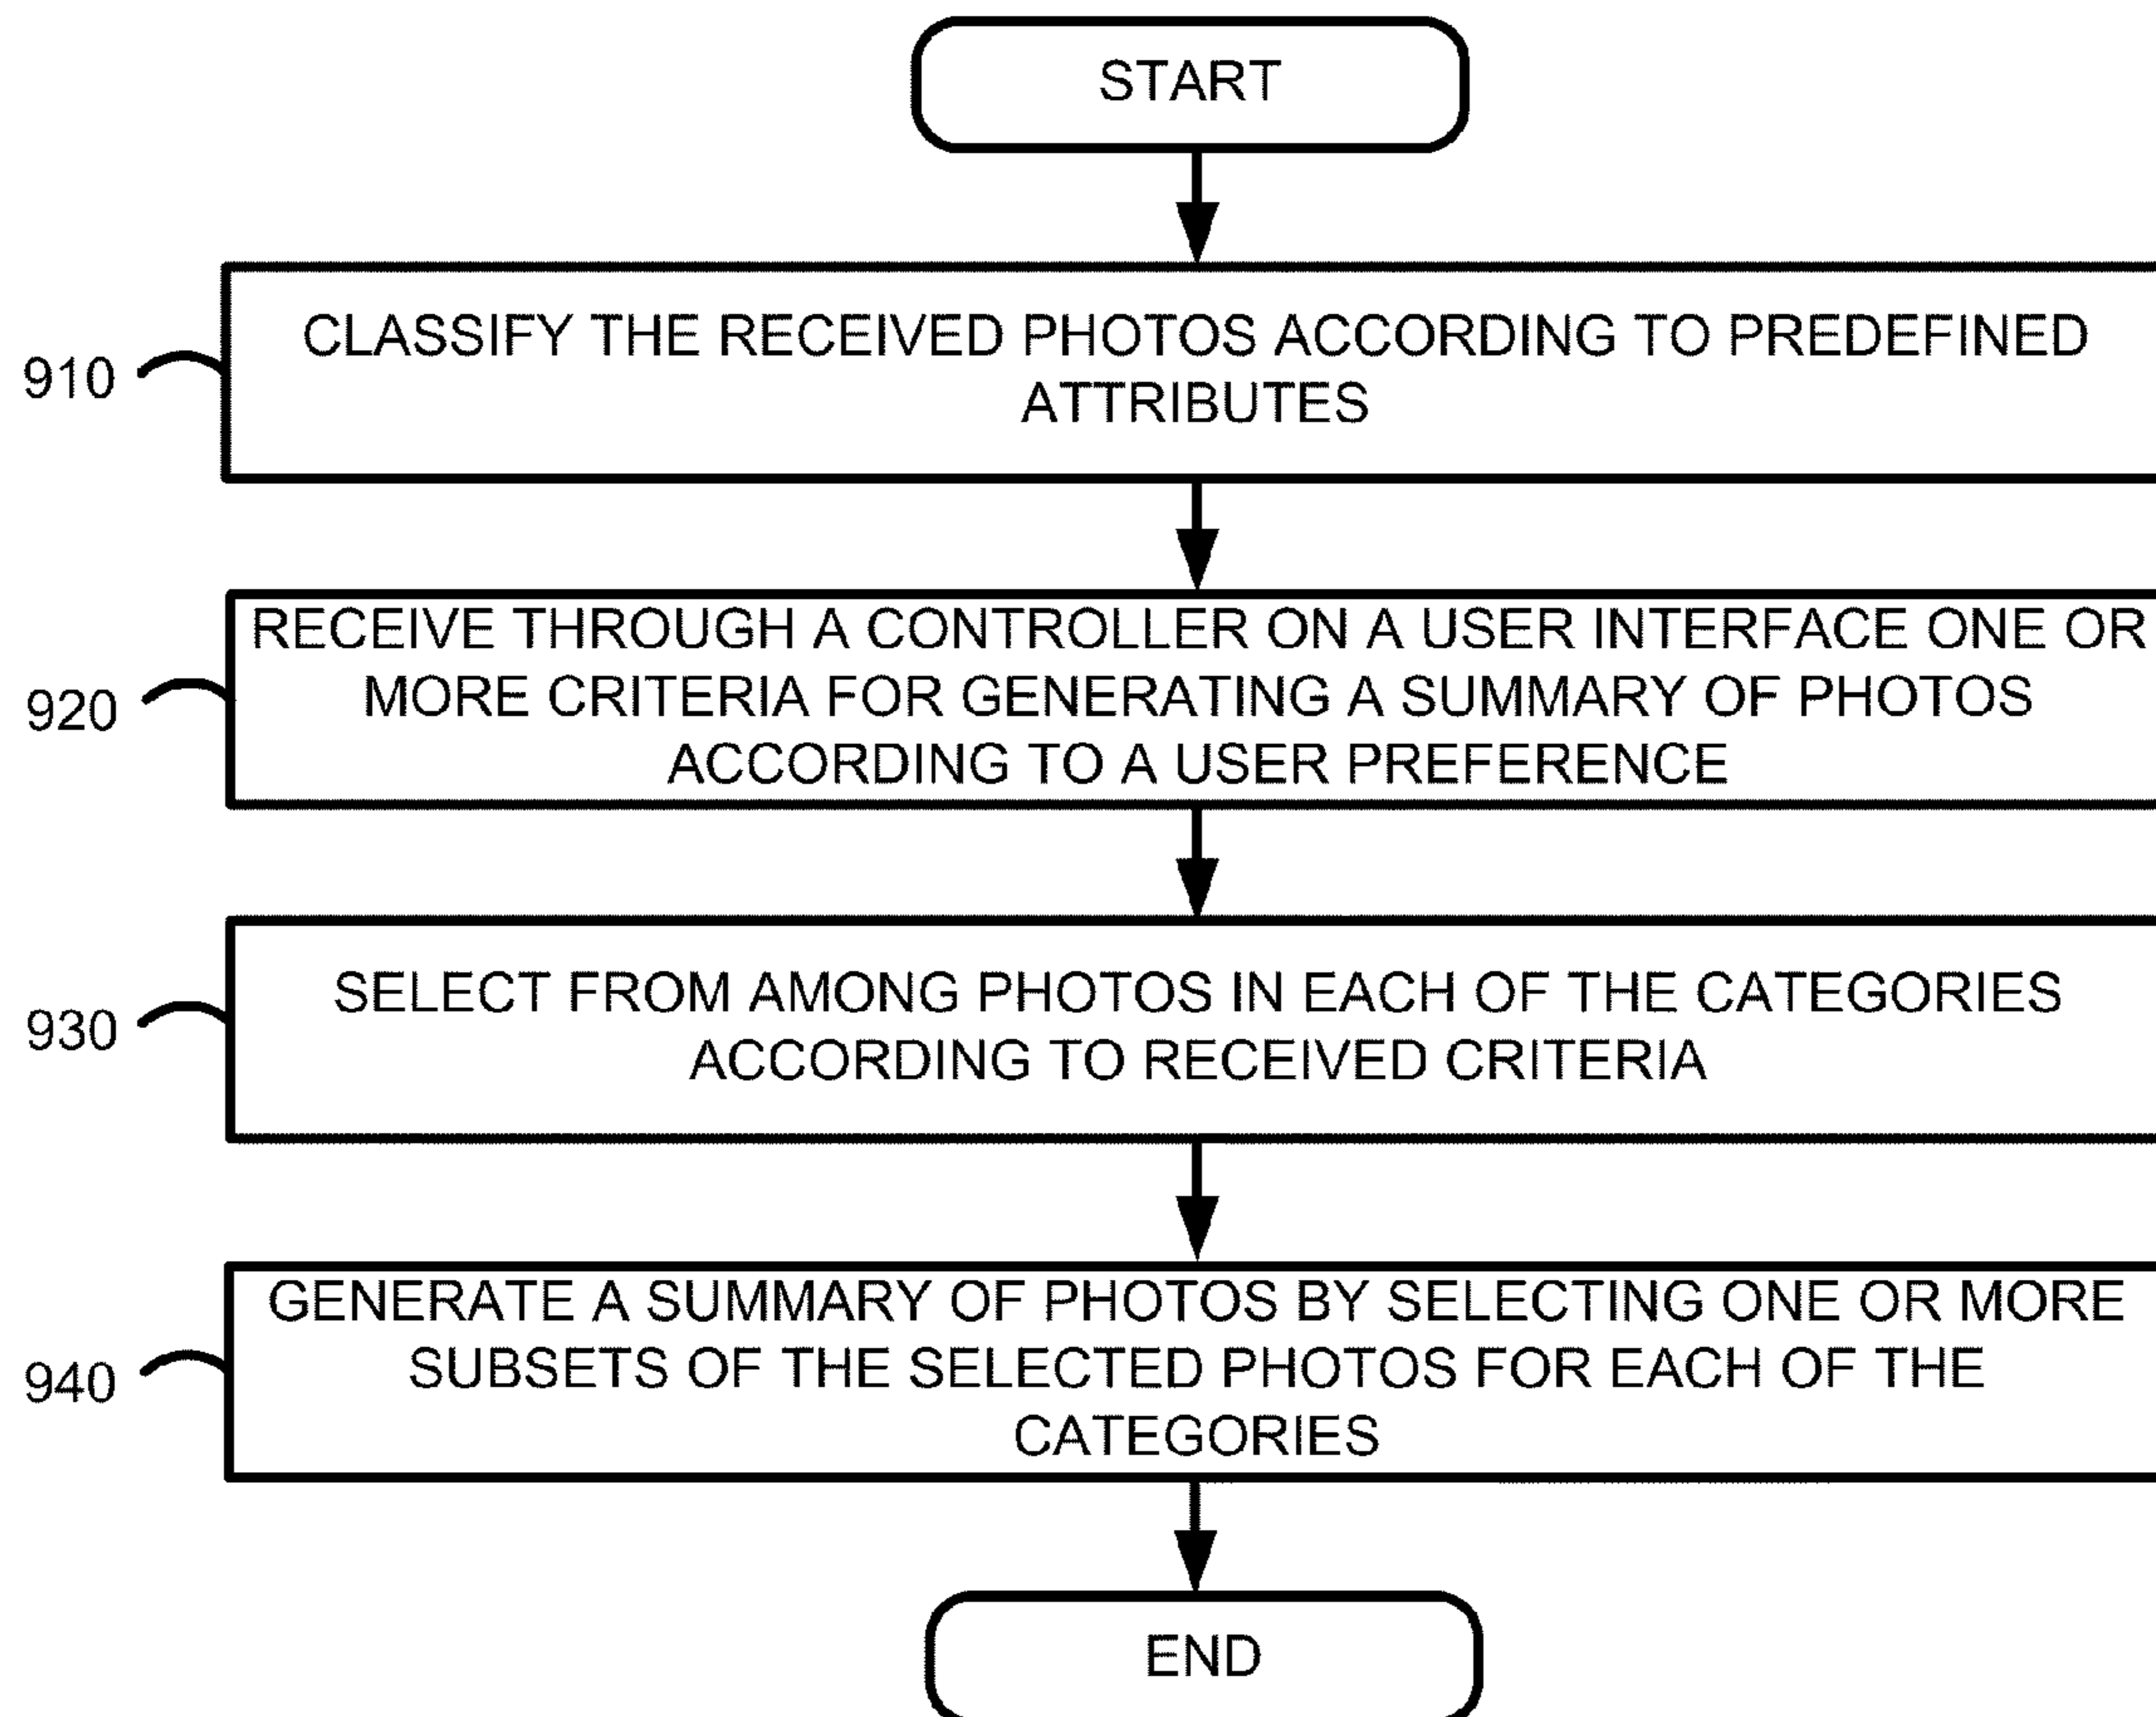 START
910
CLASSIFY THE RECEIVED PHOTOS ACCORDING TO PREDEFINED
ATTRIBUTES
920
RECEIVE THROUGH A CONTROLLER ON A USER INTERFACE ONE OR
MORE CRITERIA FOR GENERATING A SUMMARY OF PHOTOS
ACCORDING TO A USER PREFERENCE
930
SELECT FROM AMONG PHOTOS IN EACH OF THE CATEGORIES
ACCORDING TO RECEIVED CRITERIA
940
GENERATE A SUMMARY OF PHOTOS BY SELECTING ONE OR MORE
SUBSETS OF THE SELECTED PHOTOS FOR EACH OF THE
CATEGORIES
END